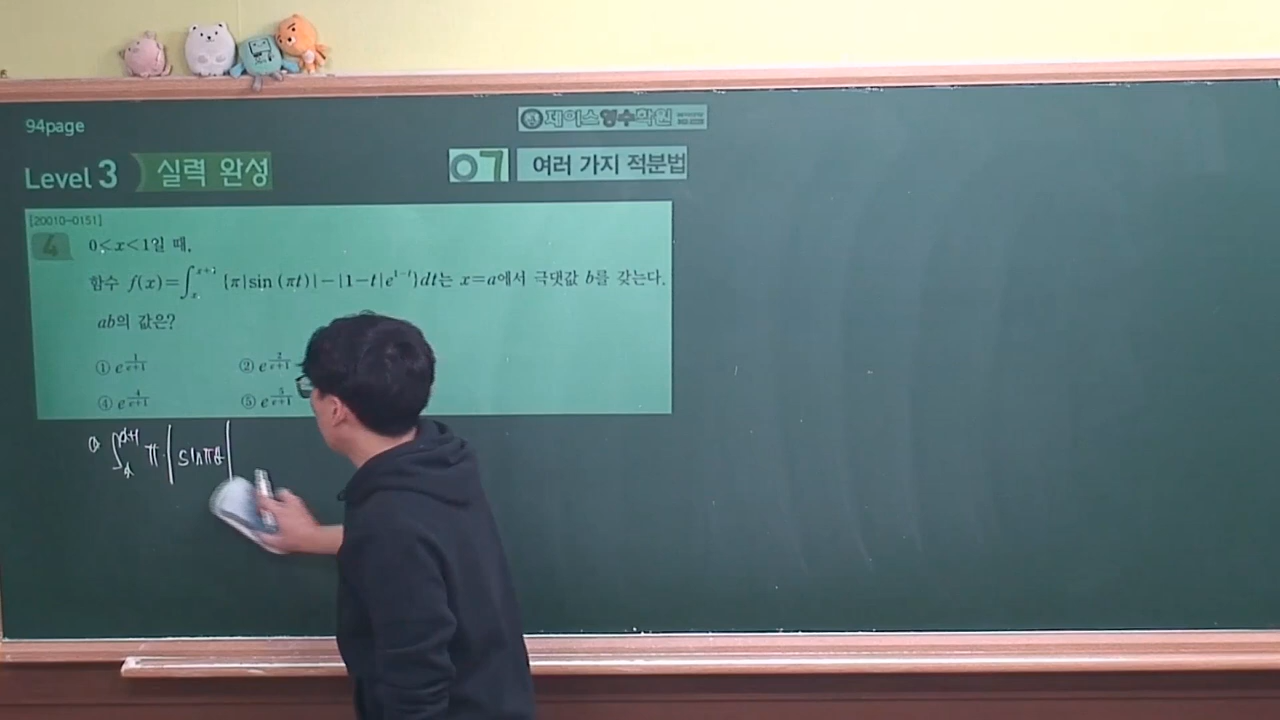 94page
제이스영수학원
Level 3 실력 완성
07 여러 가지 적분법
[20010-0151]
4 0<x<1일 때,
함수 f(x)=∫ₓˣ⁺¹ {π|sin (πt)|-|1-t|e¹⁻ᵗ}dt는 x=a에서 극댓값 b를 갖는다.
ab의 값은?
① e^{1/(e+1)} ② e^{2/(e+1)}
④ e^{4/(e+1)} ⑤ e^{5/(e+1)}
π|sinπt|